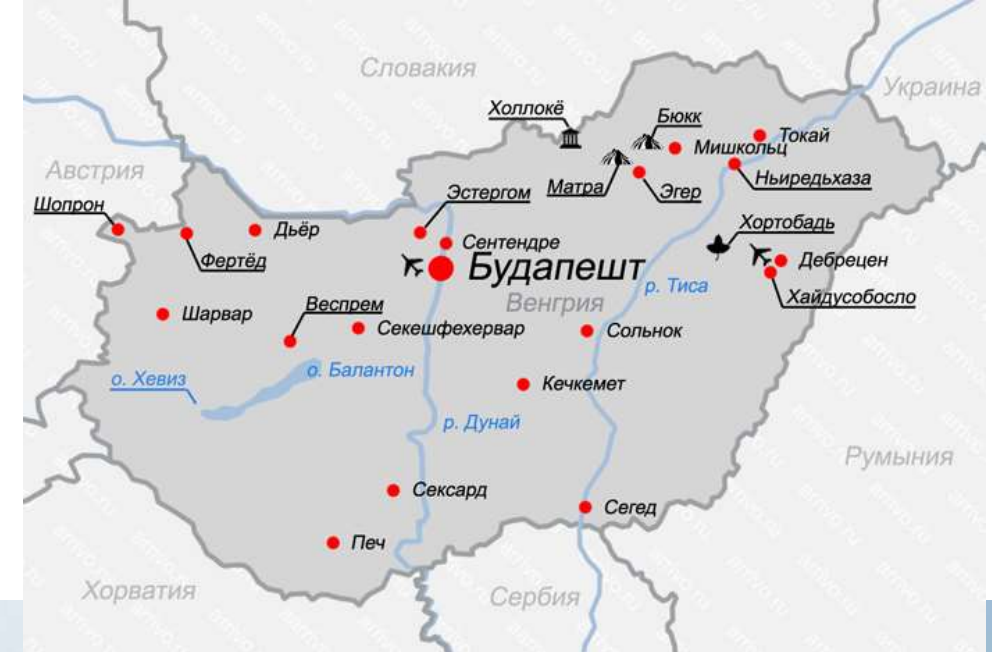 Словакия
Украина
Холлокё
Бюкк
Токай
Мишкольц
Австрия
Матра
Эгер
Ньиредьхаза
Шопрон
Эстергом
Хортобадь
Дьёр
Сентендре
Фертёд
Будапешт
Дебрецен
р. Тиса
Хайдусобосло
Веспрем
Венгрия
Шарвар
Секешфехервар
Сольнок
о. Хевиз
о. Балантон
Кечкемет
р. Дунай
Румыния
Сексард
Сегед
Печ
Хорватия
Сербия